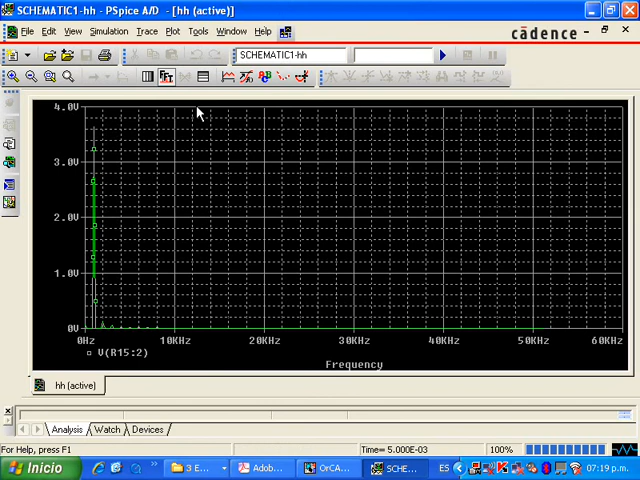 SCHEMATIC1-hh - PSpice A/D - [hh (active)]
File Edit View Simulation Trace Plot Tools Window Help
cādence
SCHEMATIC1-hh
FFT
4.0V
3.0V
2.0V
1.0V
0V
0Hz 10KHz 20KHz 30KHz 40KHz 50KHz 60KHz
V(R15:2)
Frequency
hh (active)
Analysis Watch Devices
For Help, press F1 Time= 5.000E-03 100%
Inicio 3 E... Adob... OrCA... SCHE... ES 07:19 p.m.